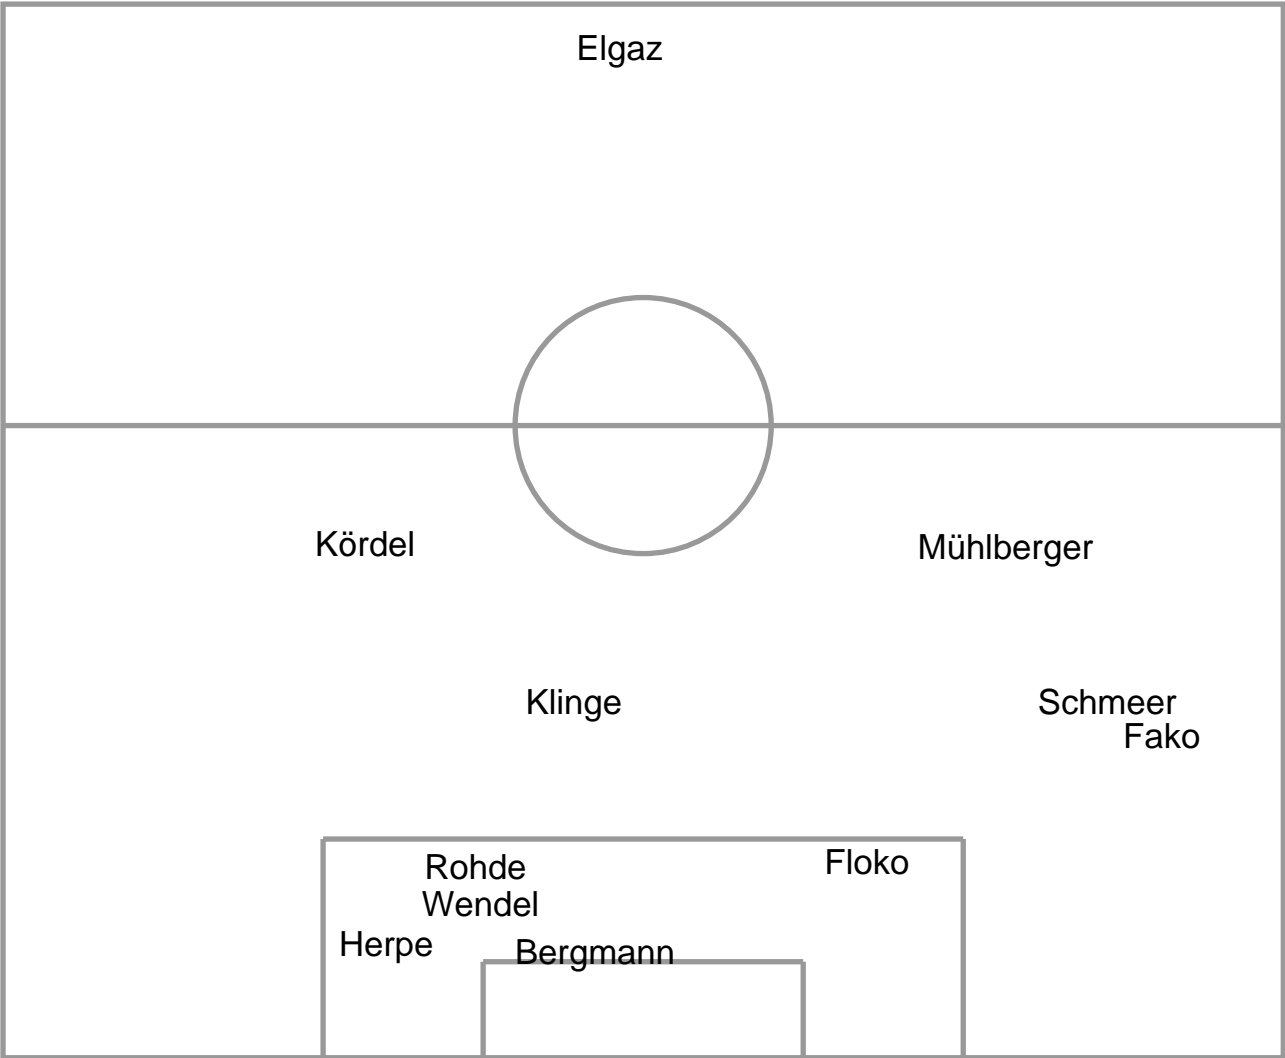 Elgaz
Kördel
Mühlberger
Klinge
Schmeer
Fako
Rohde
Floko
Wendel
Herpe
Bergmann